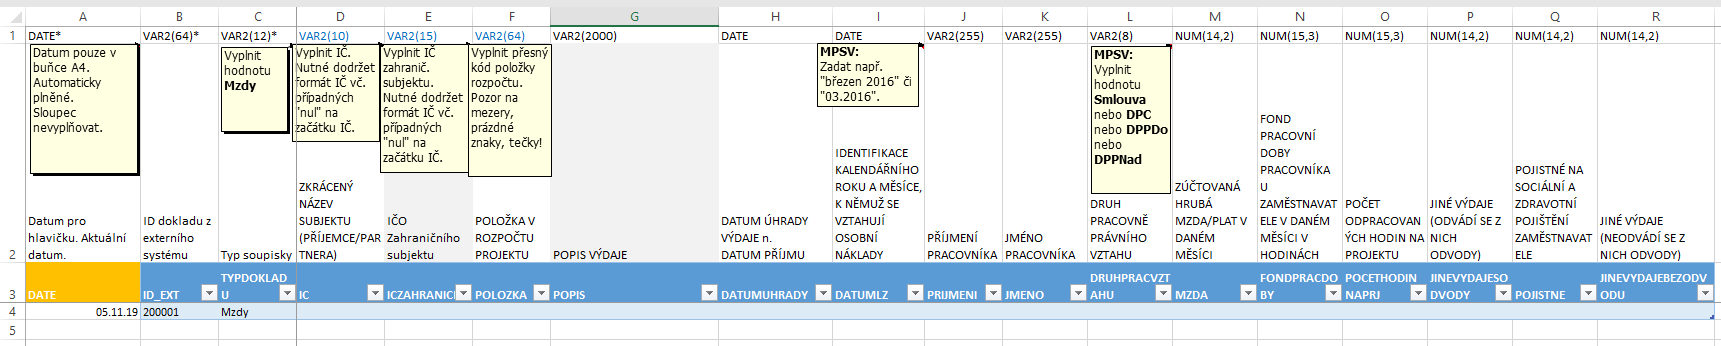 A B C D E F G H I J K L M N O P Q R
1 DATE* VAR2(64)* VAR2(12)* VAR2(10) VAR2(15) VAR2(64) VAR2(2000) DATE DATE VAR2(255) VAR2(255) VAR2(8) NUM(14,2) NUM(15,3) NUM(15,3) NUM(14,2) NUM(14,2) NUM(14,2)
Datum pouze v
buňce A4.
Automaticky
plněné.
Sloupec
nevyplňovat.
Vyplnit
hodnotu
Mzdy
Vyplnit IČ.
Nutné dodržet
formát IČ vč.
případných
"nul" na
začátku IČ.
Vyplnit IČ
zahranič.
subjektu.
Nutné dodržet
formát IČ vč.
případných
"nul" na
začátku IČ.
Vyplnit přesný
kód položky
rozpočtu.
Pozor na
mezery,
prázdné
znaky, tečky!
MPSV:
Zadat např.
"březen 2016" či
"03.2016".
MPSV:
Vyplnit
hodnotu
Smlouva
nebo DPC
nebo DPPDo
nebo
DPPNad
2
Datum pro
hlavičku. Aktuální
datum.
ID dokladu z
externího
systému
Typ soupisky
ZKRÁCENÝ
NÁZEV
SUBJEKTU
(PŘÍJEMCE/PAR
TNERA)
IČO
Zahraničního
subjektu
POLOŽKA V
ROZPOČTU
PROJEKTU
POPIS VÝDAJE
DATUM ÚHRADY
VÝDAJE n.
DATUM PŘÍJMU
IDENTIFIKACE
KALENDÁŘNÍHO
ROKU A MĚSÍCE,
K NĚMUŽ SE
VZTAHUJÍ
OSOBNÍ
NÁKLADY
PŘÍJMENÍ
PRACOVNÍKA
JMÉNO
PRACOVNÍKA
DRUH
PRACOVNĚ
PRÁVNÍHO
VZTAHU
ZÚČTOVANÁ
HRUBÁ
MZDA/PLAT V
DANÉM
MĚSÍCI
FOND
PRACOVNÍ
DOBY
PRACOVNÍKA
U
ZAMĚSTNAVAT
ELE V DANÉM
MĚSÍCI V
HODINÁCH
POČET
ODPRACOVAN
ÝCH HODIN NA
PROJEKTU
JINÉ VÝDAJE
(ODVÁDÍ SE Z
NICH
ODVODY)
POJISTNÉ NA
SOCIÁLNÍ A
ZDRAVOTNÍ
POJIŠTĚNÍ
ZAMĚSTNAVAT
ELE
JINÉ VÝDAJE
(NEODVÁDÍ SE Z
NICH ODVODY)
3
DATE
ID_EXT
TYPDOKLAD
U
IC
ICZAHRANIC
POLOZKA
POPIS
DATUMUHRADY
DATUMLZ
PRIJMENI
JMENO
DRUHPRACVZT
AHU
MZDA
FONDPRACDO
BY
POCETHODIN
NAPRJ
JINEVYDAJESO
DVODY
POJISTNE
JINEVYDAJEBEZODV
ODU
4 05.11.19 200001 Mzdy
5